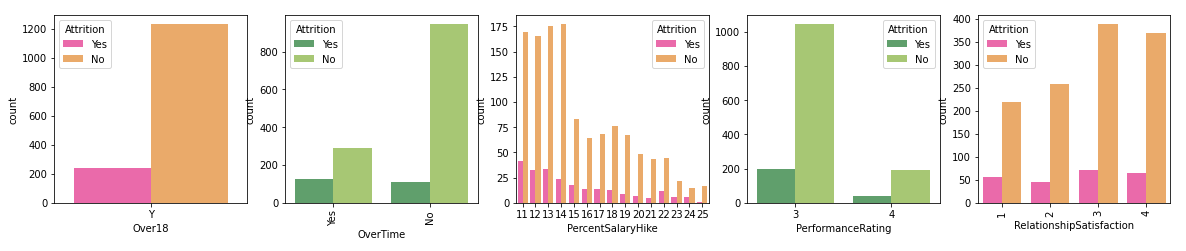 1200
1000
800
600
400
200
0
count
Attrition
Yes
No
Y
Over18
800
600
400
200
0
count
Attrition
Yes
No
Yes
No
OverTime
175
150
125
100
75
50
25
0
count
Attrition
Yes
No
11 12 13 14 15 16 17 18 19 20 21 22 23 24 25
PercentSalaryHike
1000
800
600
400
200
0
count
Attrition
Yes
No
3 4
PerformanceRating
400
350
300
250
200
150
100
50
0
count
Attrition
Yes
No
1 2 3 4
RelationshipSatisfaction